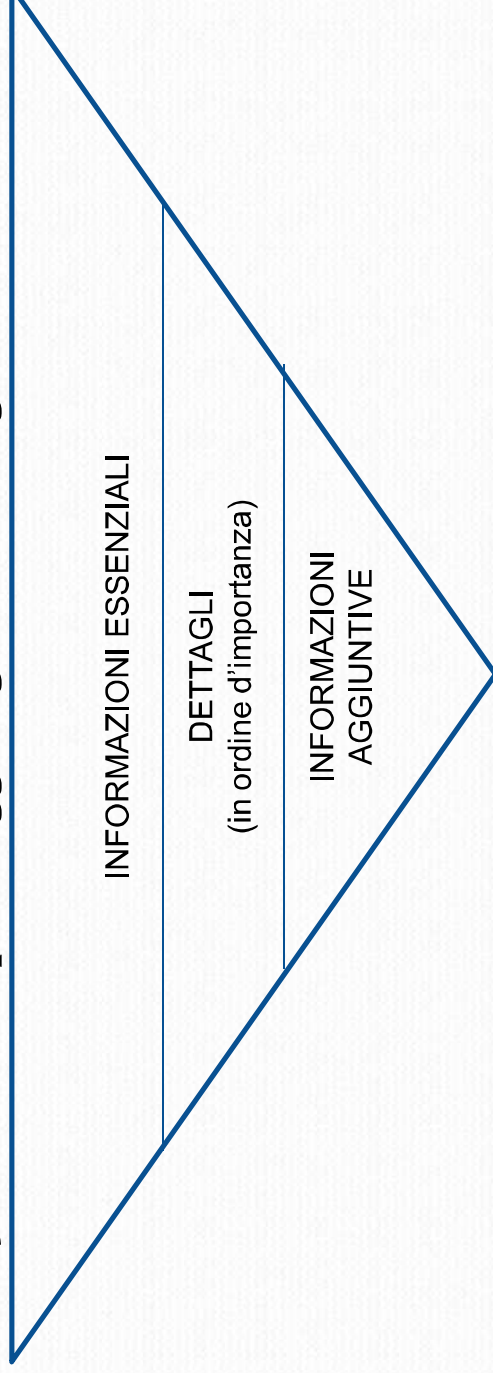 INFORMAZIONI ESSENZIALI
DETTAGLI
(in ordine d'importanza)
INFORMAZIONI
AGGIUNTIVE